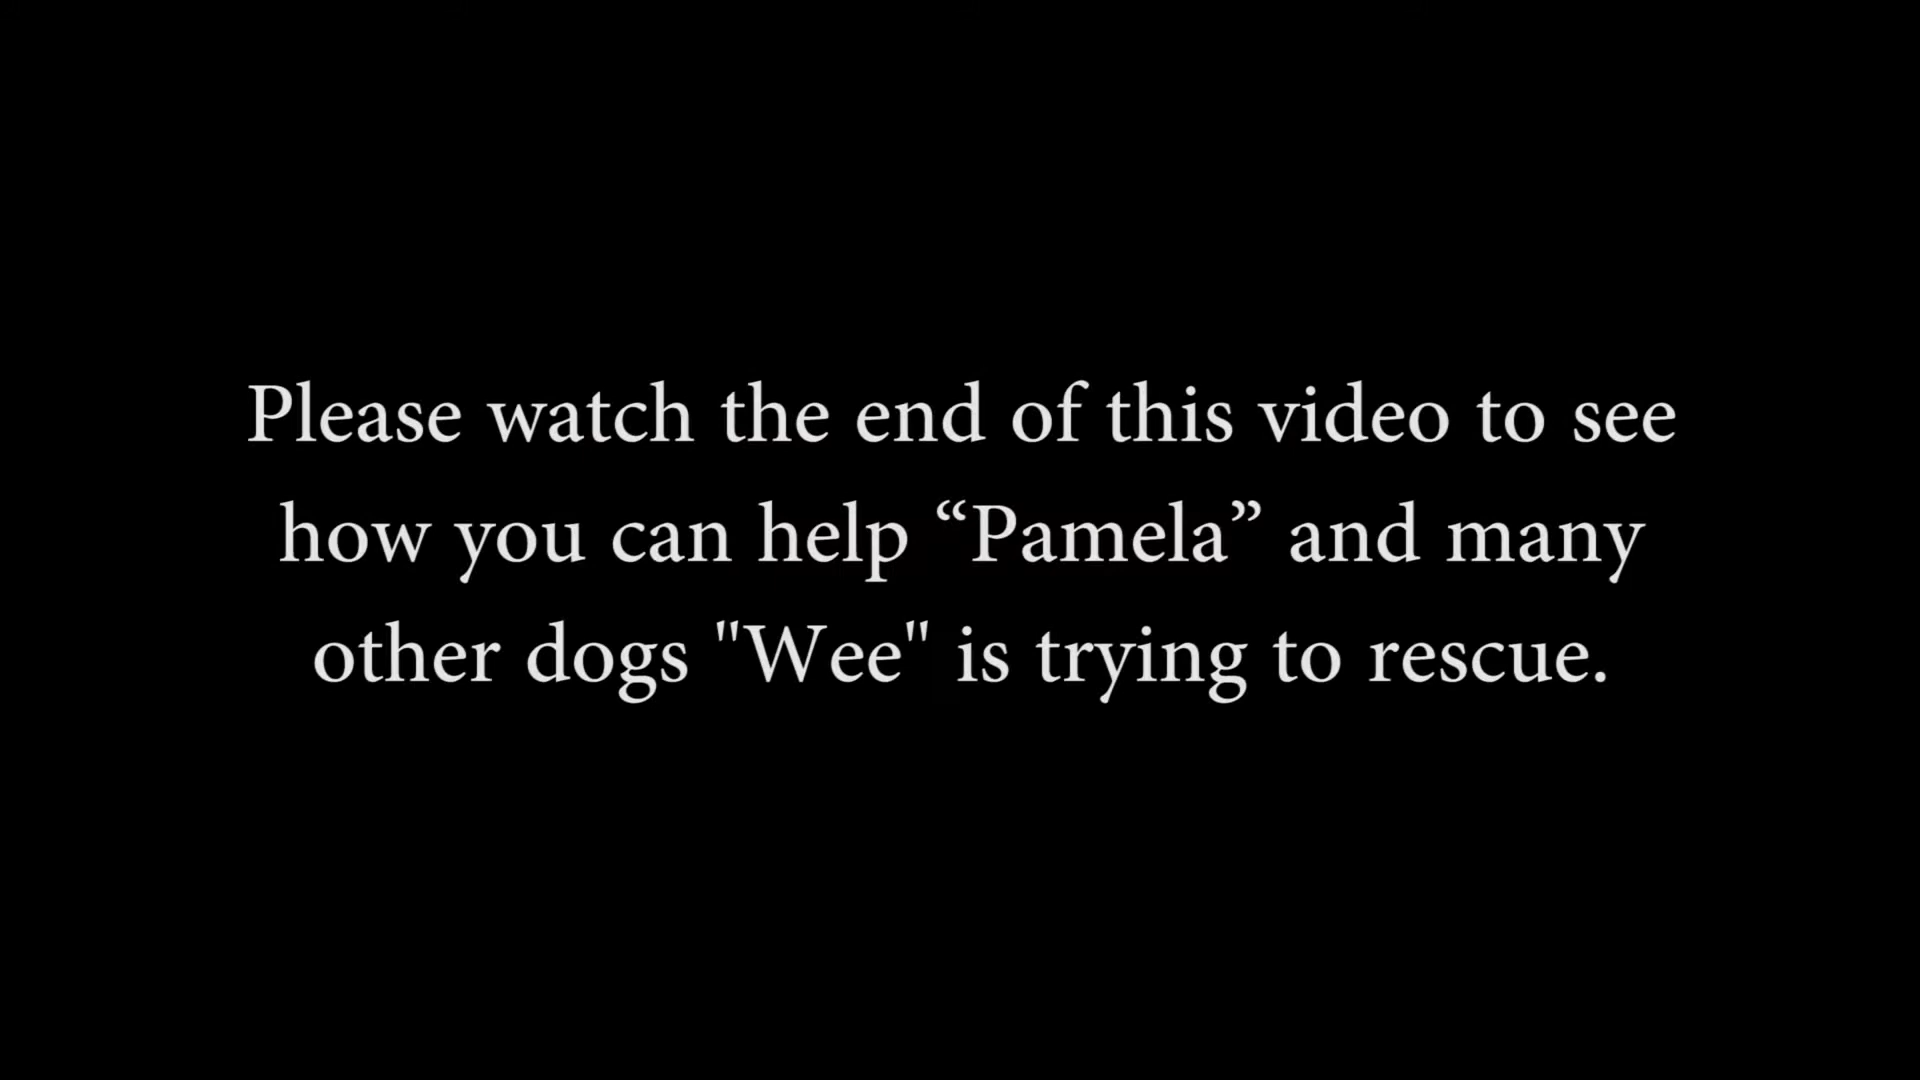 Please watch the end of this video to see
how you can help “Pamela” and many
other dogs "Wee" is trying to rescue.